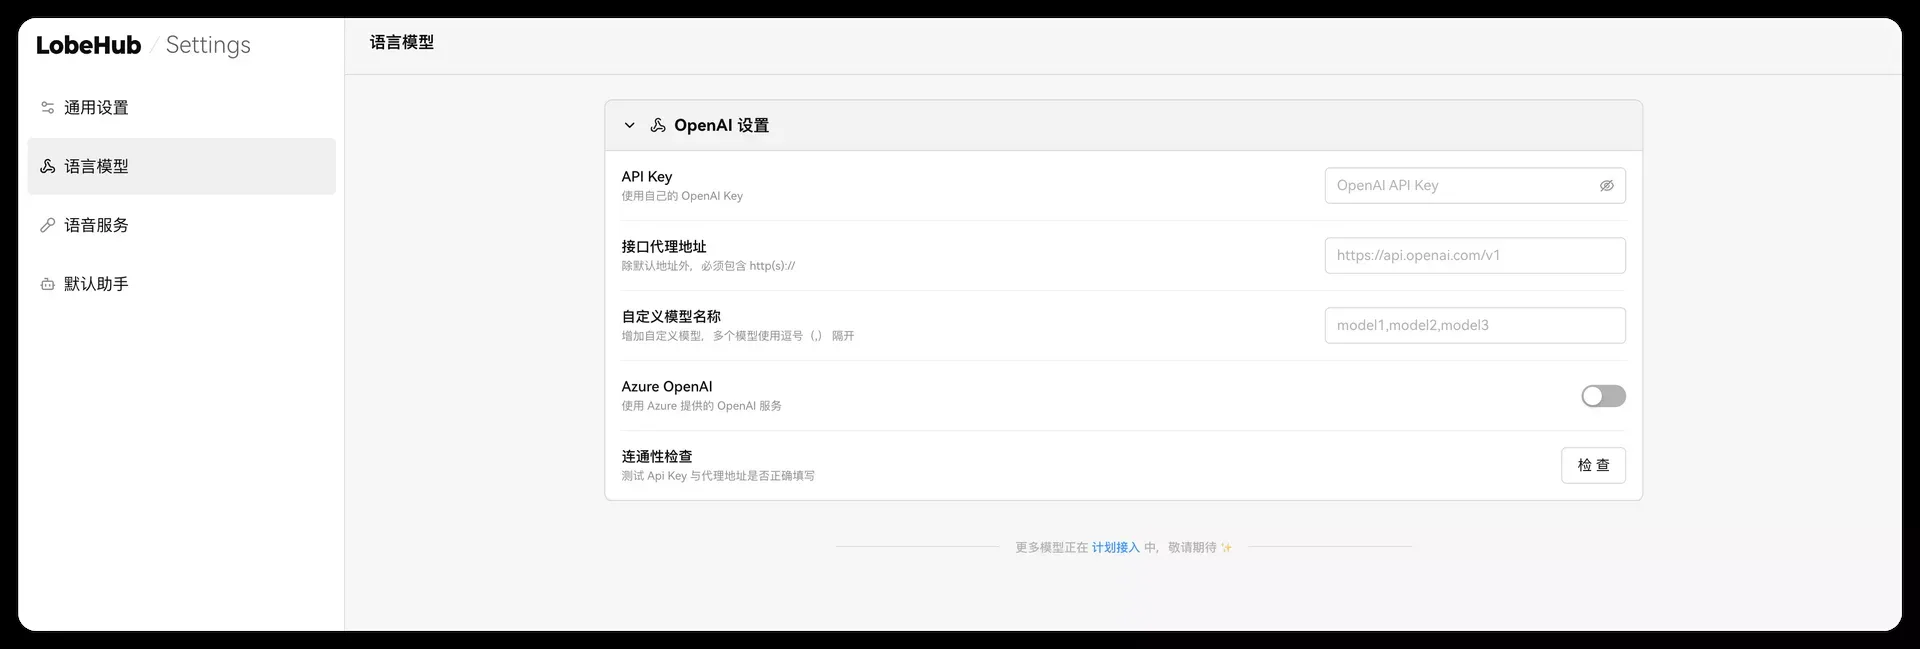 LobeHub / Settings
通用设置
语言模型
语音服务
默认助手
语言模型
OpenAI 设置
API Key
使用自己的 OpenAI Key
OpenAI API Key
接口代理地址
除默认地址外，必须包含 http(s)://
https://api.openai.com/v1
自定义模型名称
增加自定义模型，多个模型使用逗号（,） 隔开
model1,model2,model3
Azure OpenAI
使用 Azure 提供的 OpenAI 服务
连通性检查
测试 Api Key 与代理地址是否正确填写
检 查
更多模型正在 计划接入 中，敬请期待 ✨